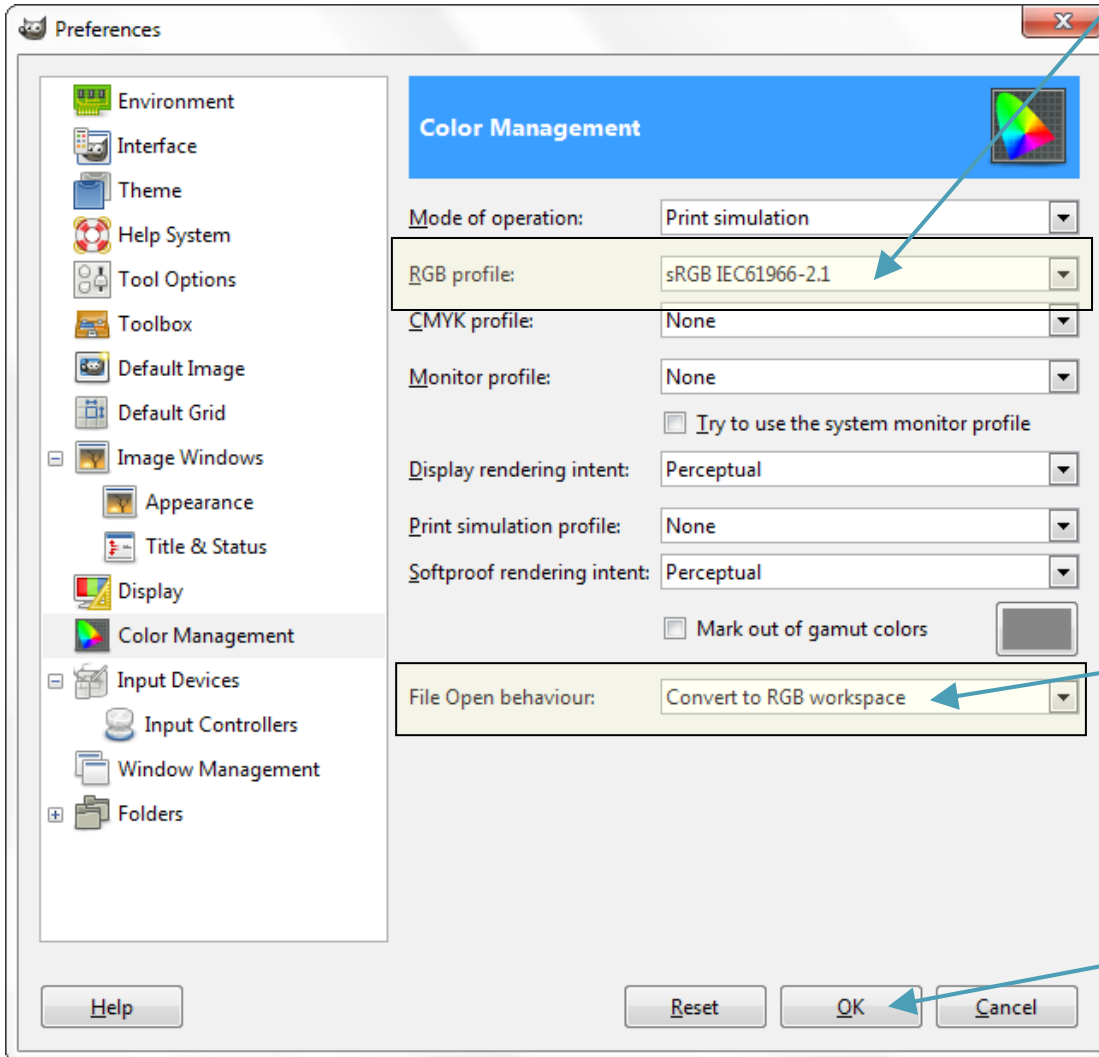 Preferences
Environment
Interface
Theme
Help System
Tool Options
Toolbox
Default Image
Default Grid
Image Windows
Appearance
Title & Status
Display
Color Management
Input Devices
Input Controllers
Window Management
Folders
Color Management
Mode of operation: Print simulation
RGB profile: sRGB IEC61966-2.1
CMYK profile: None
Monitor profile: None
Try to use the system monitor profile
Display rendering intent: Perceptual
Print simulation profile: None
Softproof rendering intent: Perceptual
Mark out of gamut colors
File Open behaviour: Convert to RGB workspace
Help Reset OK Cancel